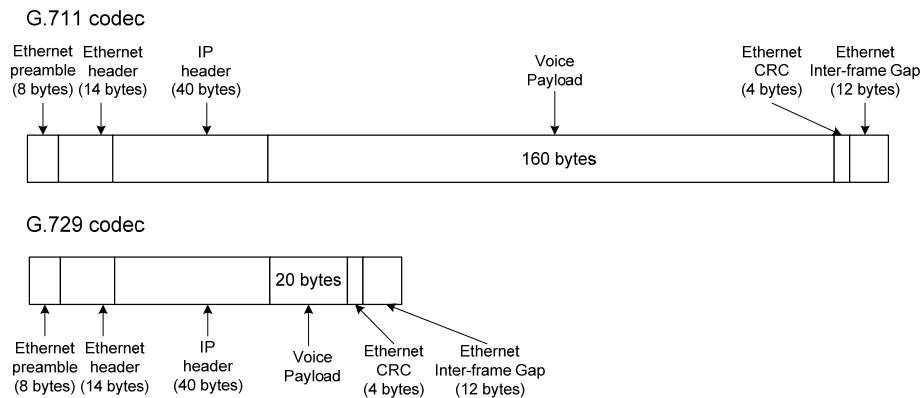 G.711 codec
Ethernet
preamble
(8 bytes)
Ethernet
header
(14 bytes)
IP
header
(40 bytes)
Voice
Payload
Ethernet
CRC
(4 bytes)
Ethernet
Inter-frame Gap
(12 bytes)
160 bytes
G.729 codec
20 bytes
Ethernet
preamble
(8 bytes)
Ethernet
header
(14 bytes)
IP
header
(40 bytes)
Voice
Payload
Ethernet
CRC
(4 bytes)
Ethernet
Inter-frame Gap
(12 bytes)